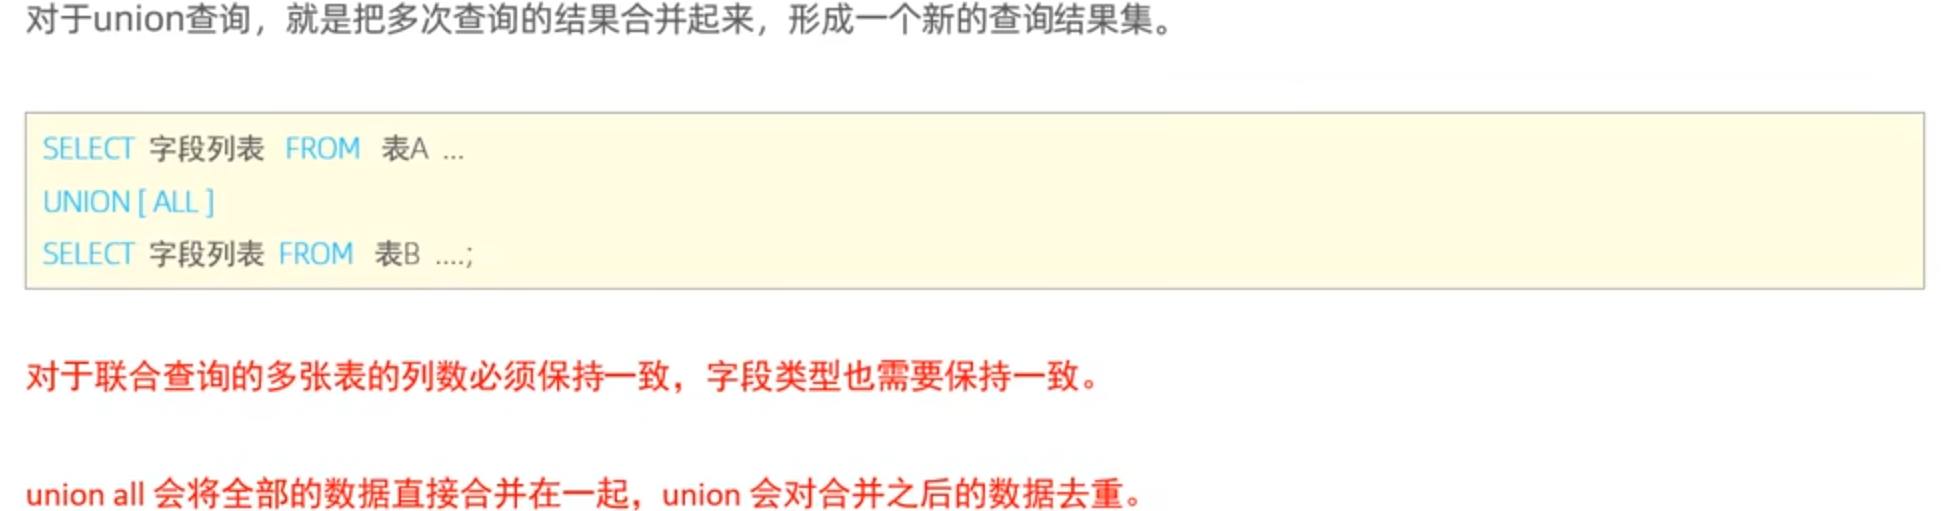 对于union查询，就是把多次查询的结果合并起来，形成一个新的查询结果集。
SELECT 字段列表 FROM 表A ...
UNION [ ALL ]
SELECT 字段列表 FROM 表B ....;
对于联合查询的多张表的列数必须保持一致，字段类型也需要保持一致。
union all 会将全部的数据直接合并在一起，union 会对合并之后的数据去重。